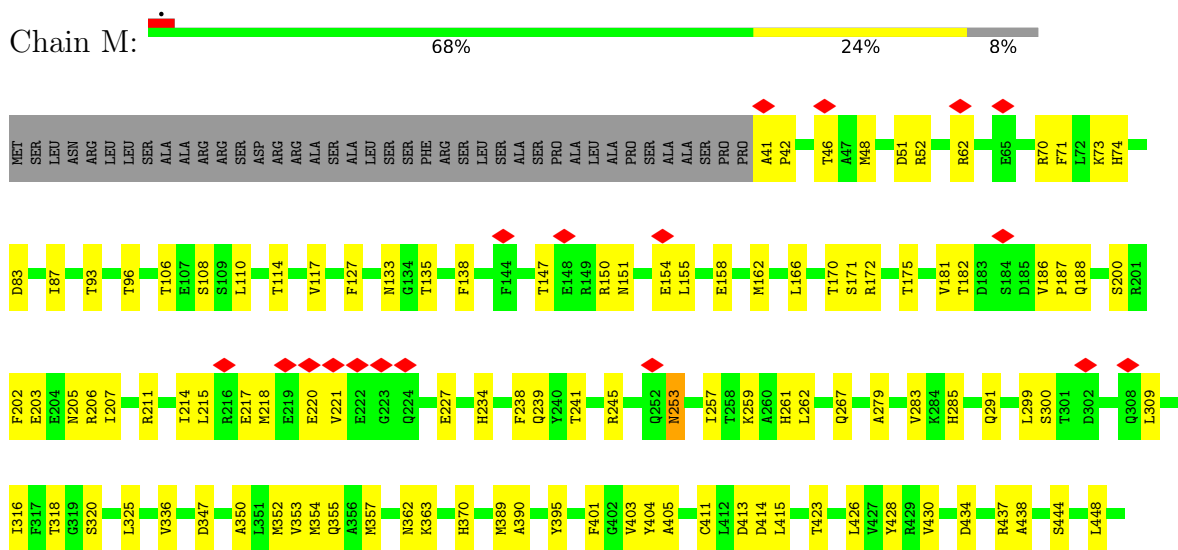 Chain M:
68% 24% 8%
MET SER LEU ASN ARG LEU LEU SER ALA ALA ARG ARG SER ASP ARG ARG ALA SER ALA LEU SER SER PHE ARG SER LEU SER ALA SER PRO ALA LEU ALA PRO SER ALA ALA SER PRO PRO A41 P42 T46 A47 M48 D51 R52 R62 E65 R70 F71 L72 K73 H74
D83 I87 T93 T96 T106 E107 S108 S109 L110 T114 V117 F127 N133 G134 T135 F138 F144 T147 E148 R149 R150 N151 E154 L155 E158 M162 L166 T170 S171 R172 T175 V181 T182 D183 S184 D185 V186 P187 Q188 S200 R201
F202 E203 E204 N205 R206 I207 R211 I214 L215 R216 E217 M218 E219 E220 V221 E222 G223 Q224 E227 H234 F238 Q239 Y240 T241 R245 Q252 N253 I257 T258 K259 A260 H261 L262 Q267 A279 V283 K284 H285 Q291 L299 S300 T301 D302 Q308 L309
I316 F317 T318 G319 S320 L325 V336 D347 A350 L351 M352 V353 M354 Q355 A356 M357 N362 K363 H370 M389 A390 Y395 F401 G402 V403 Y404 A405 C411 L412 D413 D414 L415 T423 L426 V427 Y428 R429 V430 D434 R437 A438 S444 L448